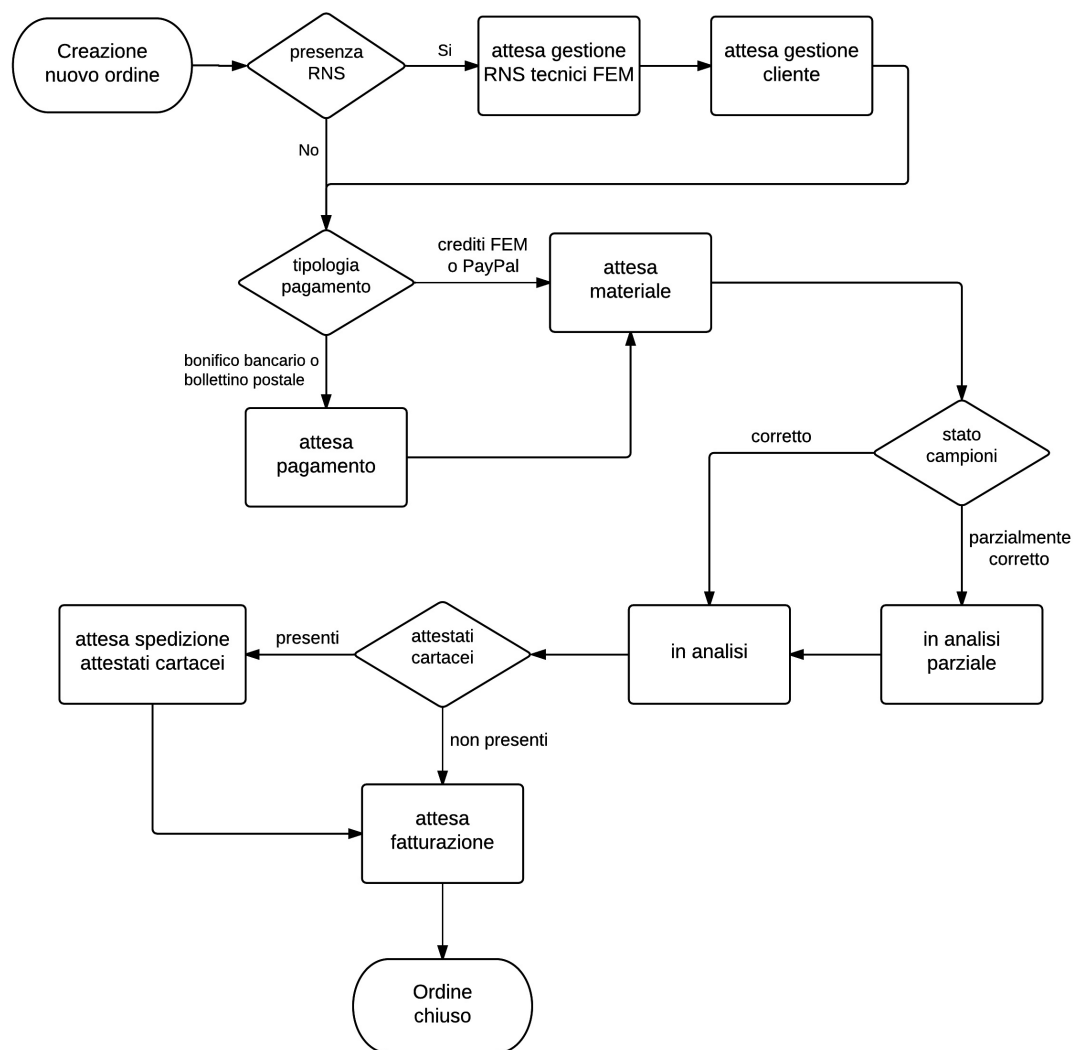 Creazione
nuovo ordine
presenza
RNS
Si
attesa gestione
RNS tecnici FEM
attesa gestione
cliente
No
tipologia
pagamento
crediti FEM
o PayPal
attesa
materiale
bonifico bancario o
bollettino postale
attesa
pagamento
stato
campioni
corretto
parzialmente
corretto
in analisi
parziale
in analisi
attestati
cartacei
presenti
attesa spedizione
attestati cartacei
non presenti
attesa
fatturazione
Ordine
chiuso